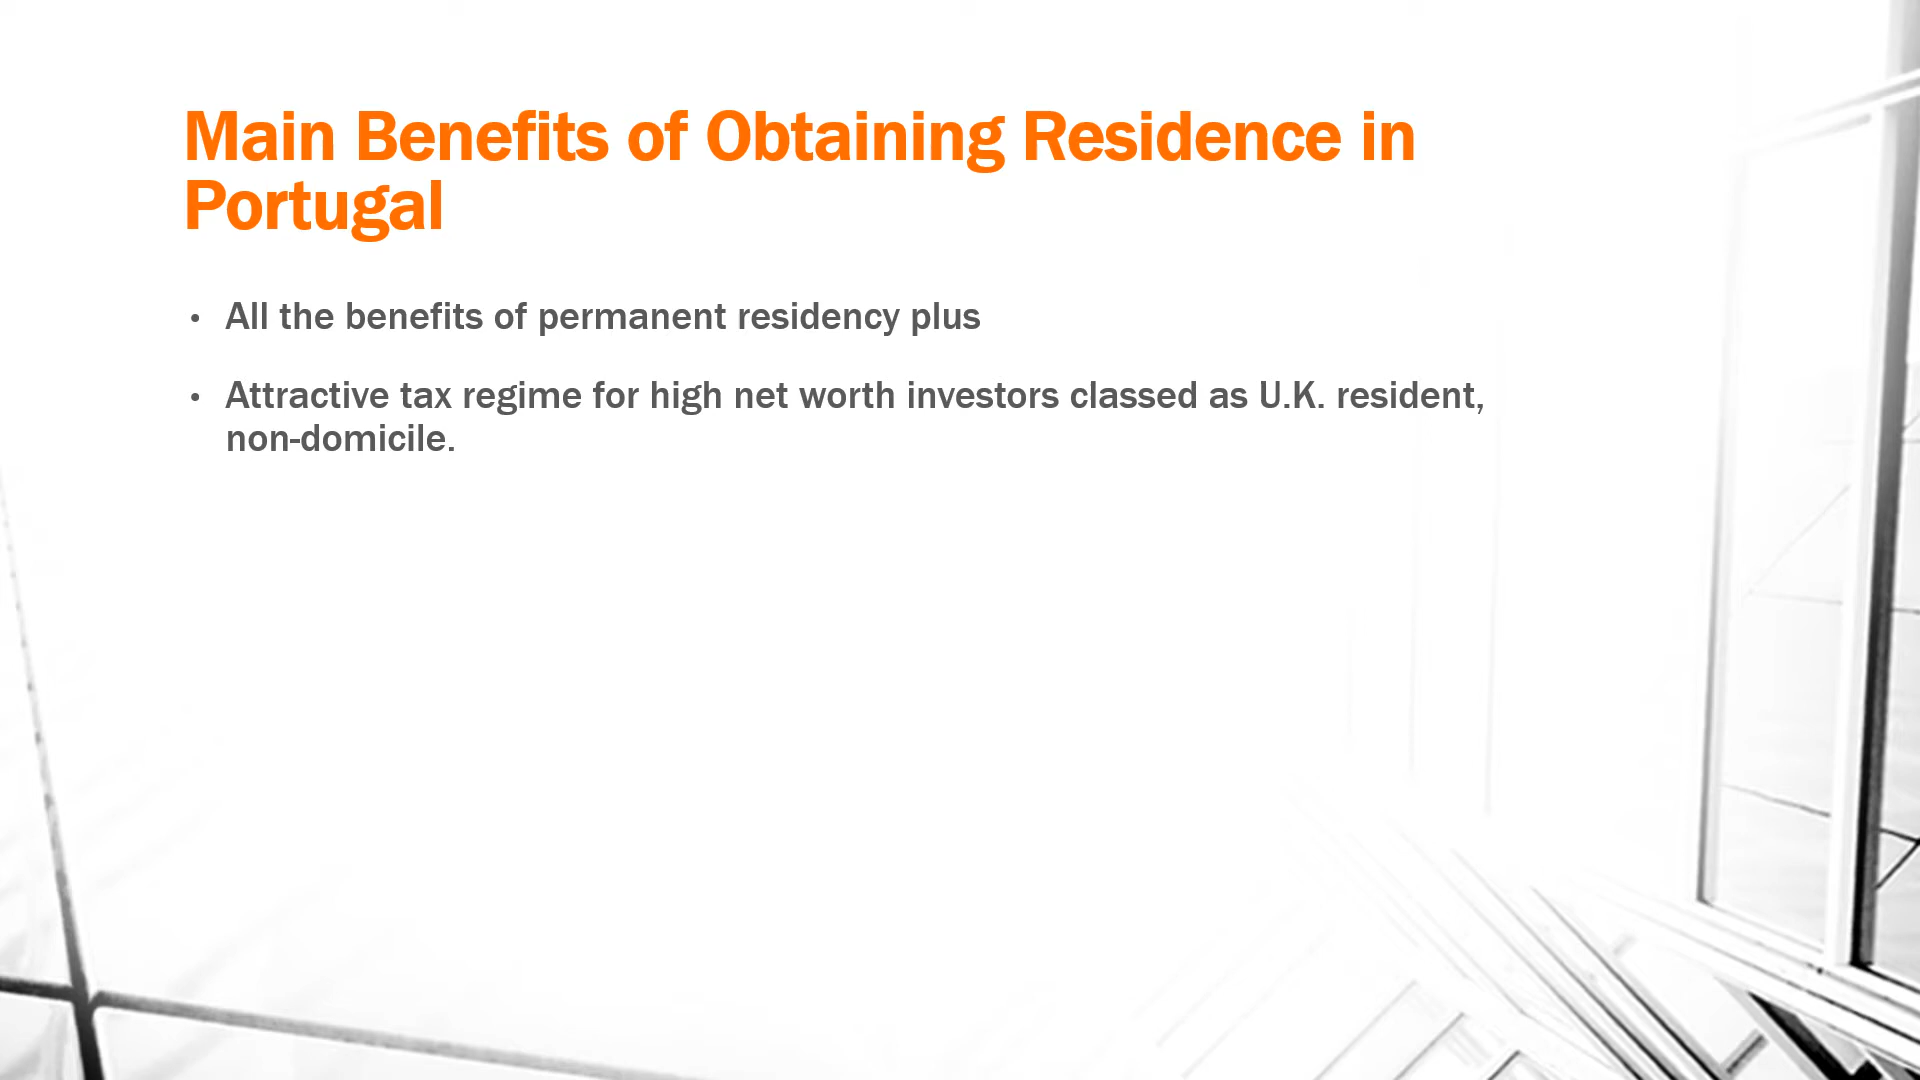 Main Benefits of Obtaining Residence in
Portugal
• All the benefits of permanent residency plus
• Attractive tax regime for high net worth investors classed as U.K. resident,
non-domicile.